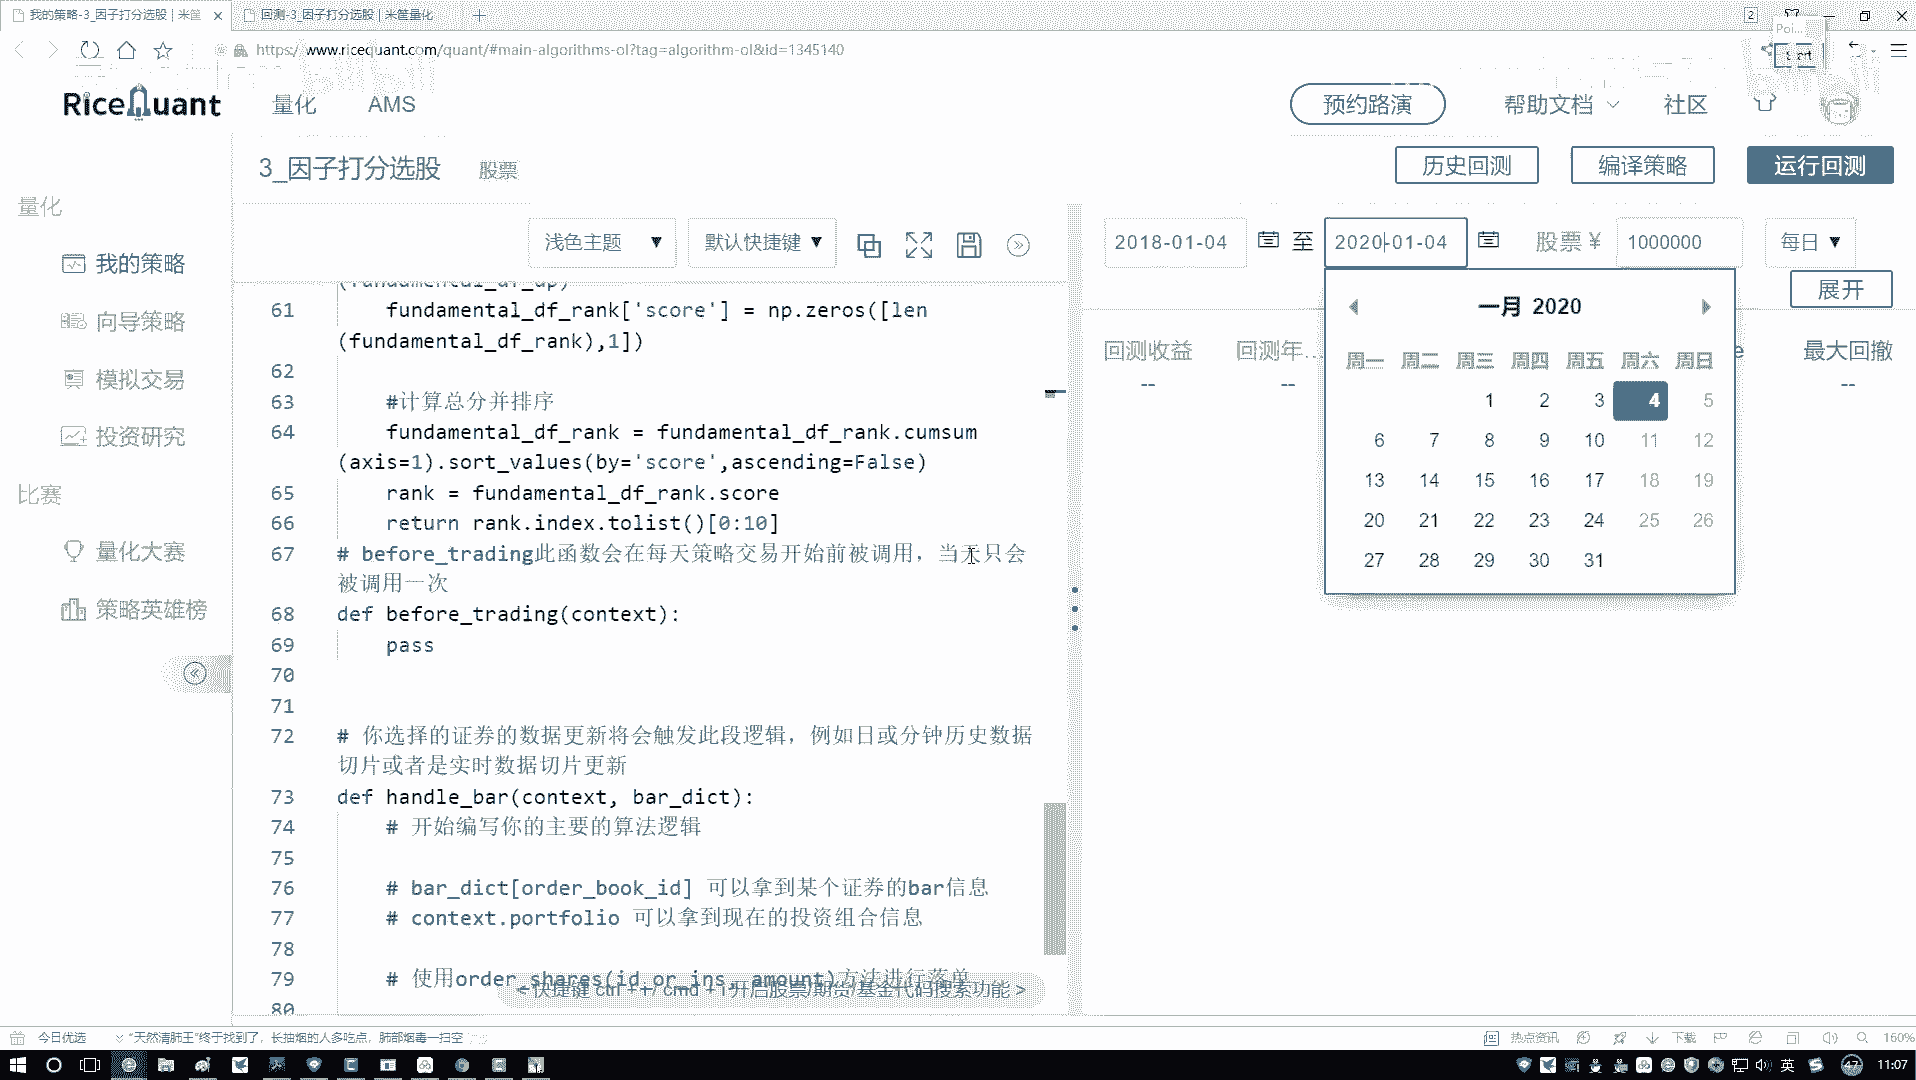 我的策略-3_因子打分选股 | 米筐
回测-3_因子打分选股 | 米筐量化
2
https://www.ricequant.com/quant/#main-algorithms-ol?tag=algorithm-ol&id=1345140
RiceQuant
量化
AMS
预约路演
帮助文档
社区
3_因子打分选股
股票
历史回测
编译策略
运行回测
量化
我的策略
向导策略
模拟交易
投资研究
比赛
量化大赛
策略英雄榜
浅色主题 ▼
默认快捷键 ▼
2018-01-04
至
2020-01-04
股票 ¥
1000000
每日 ▼
展开
回测收益
回测年...
最大回撤
--
--
--
一月 2020
周一 周二 周三 周四 周五 周六 周日
1 2 3 4 5
6 7 8 9 10 11 12
13 14 15 16 17 18 19
20 21 22 23 24 25 26
27 28 29 30 31
61 fundamental_df_rank['score'] = np.zeros([len
(fundamental_df_rank),1])
62
63 #计算总分并排序
64 fundamental_df_rank = fundamental_df_rank.cumsum
(axis=1).sort_values(by='score',ascending=False)
65 rank = fundamental_df_rank.score
66 return rank.index.tolist()[0:10]
67 # before_trading此函数会在每天策略交易开始前被调用，当天只会
被调用一次
68 def before_trading(context):
69 pass
70
71
72 # 你选择的证券的数据更新将会触发此段逻辑，例如日或分钟历史数据
切片或者是实时数据切片更新
73 def handle_bar(context, bar_dict):
74 # 开始编写你的主要的算法逻辑
75
76 # bar_dict[order_book_id] 可以拿到某个证券的bar信息
77 # context.portfolio 可以拿到现在的投资组合信息
78
79 # 使用order_shares(id_or_ins, amount)方法进行落单
80
开启股票/期货/基金代码搜索功能 >
今日优选
"天然清肺王"终于找到了，长抽烟的人多吃点，肺部烟毒一扫空
热点资讯
下载
160%
英
47
11:07